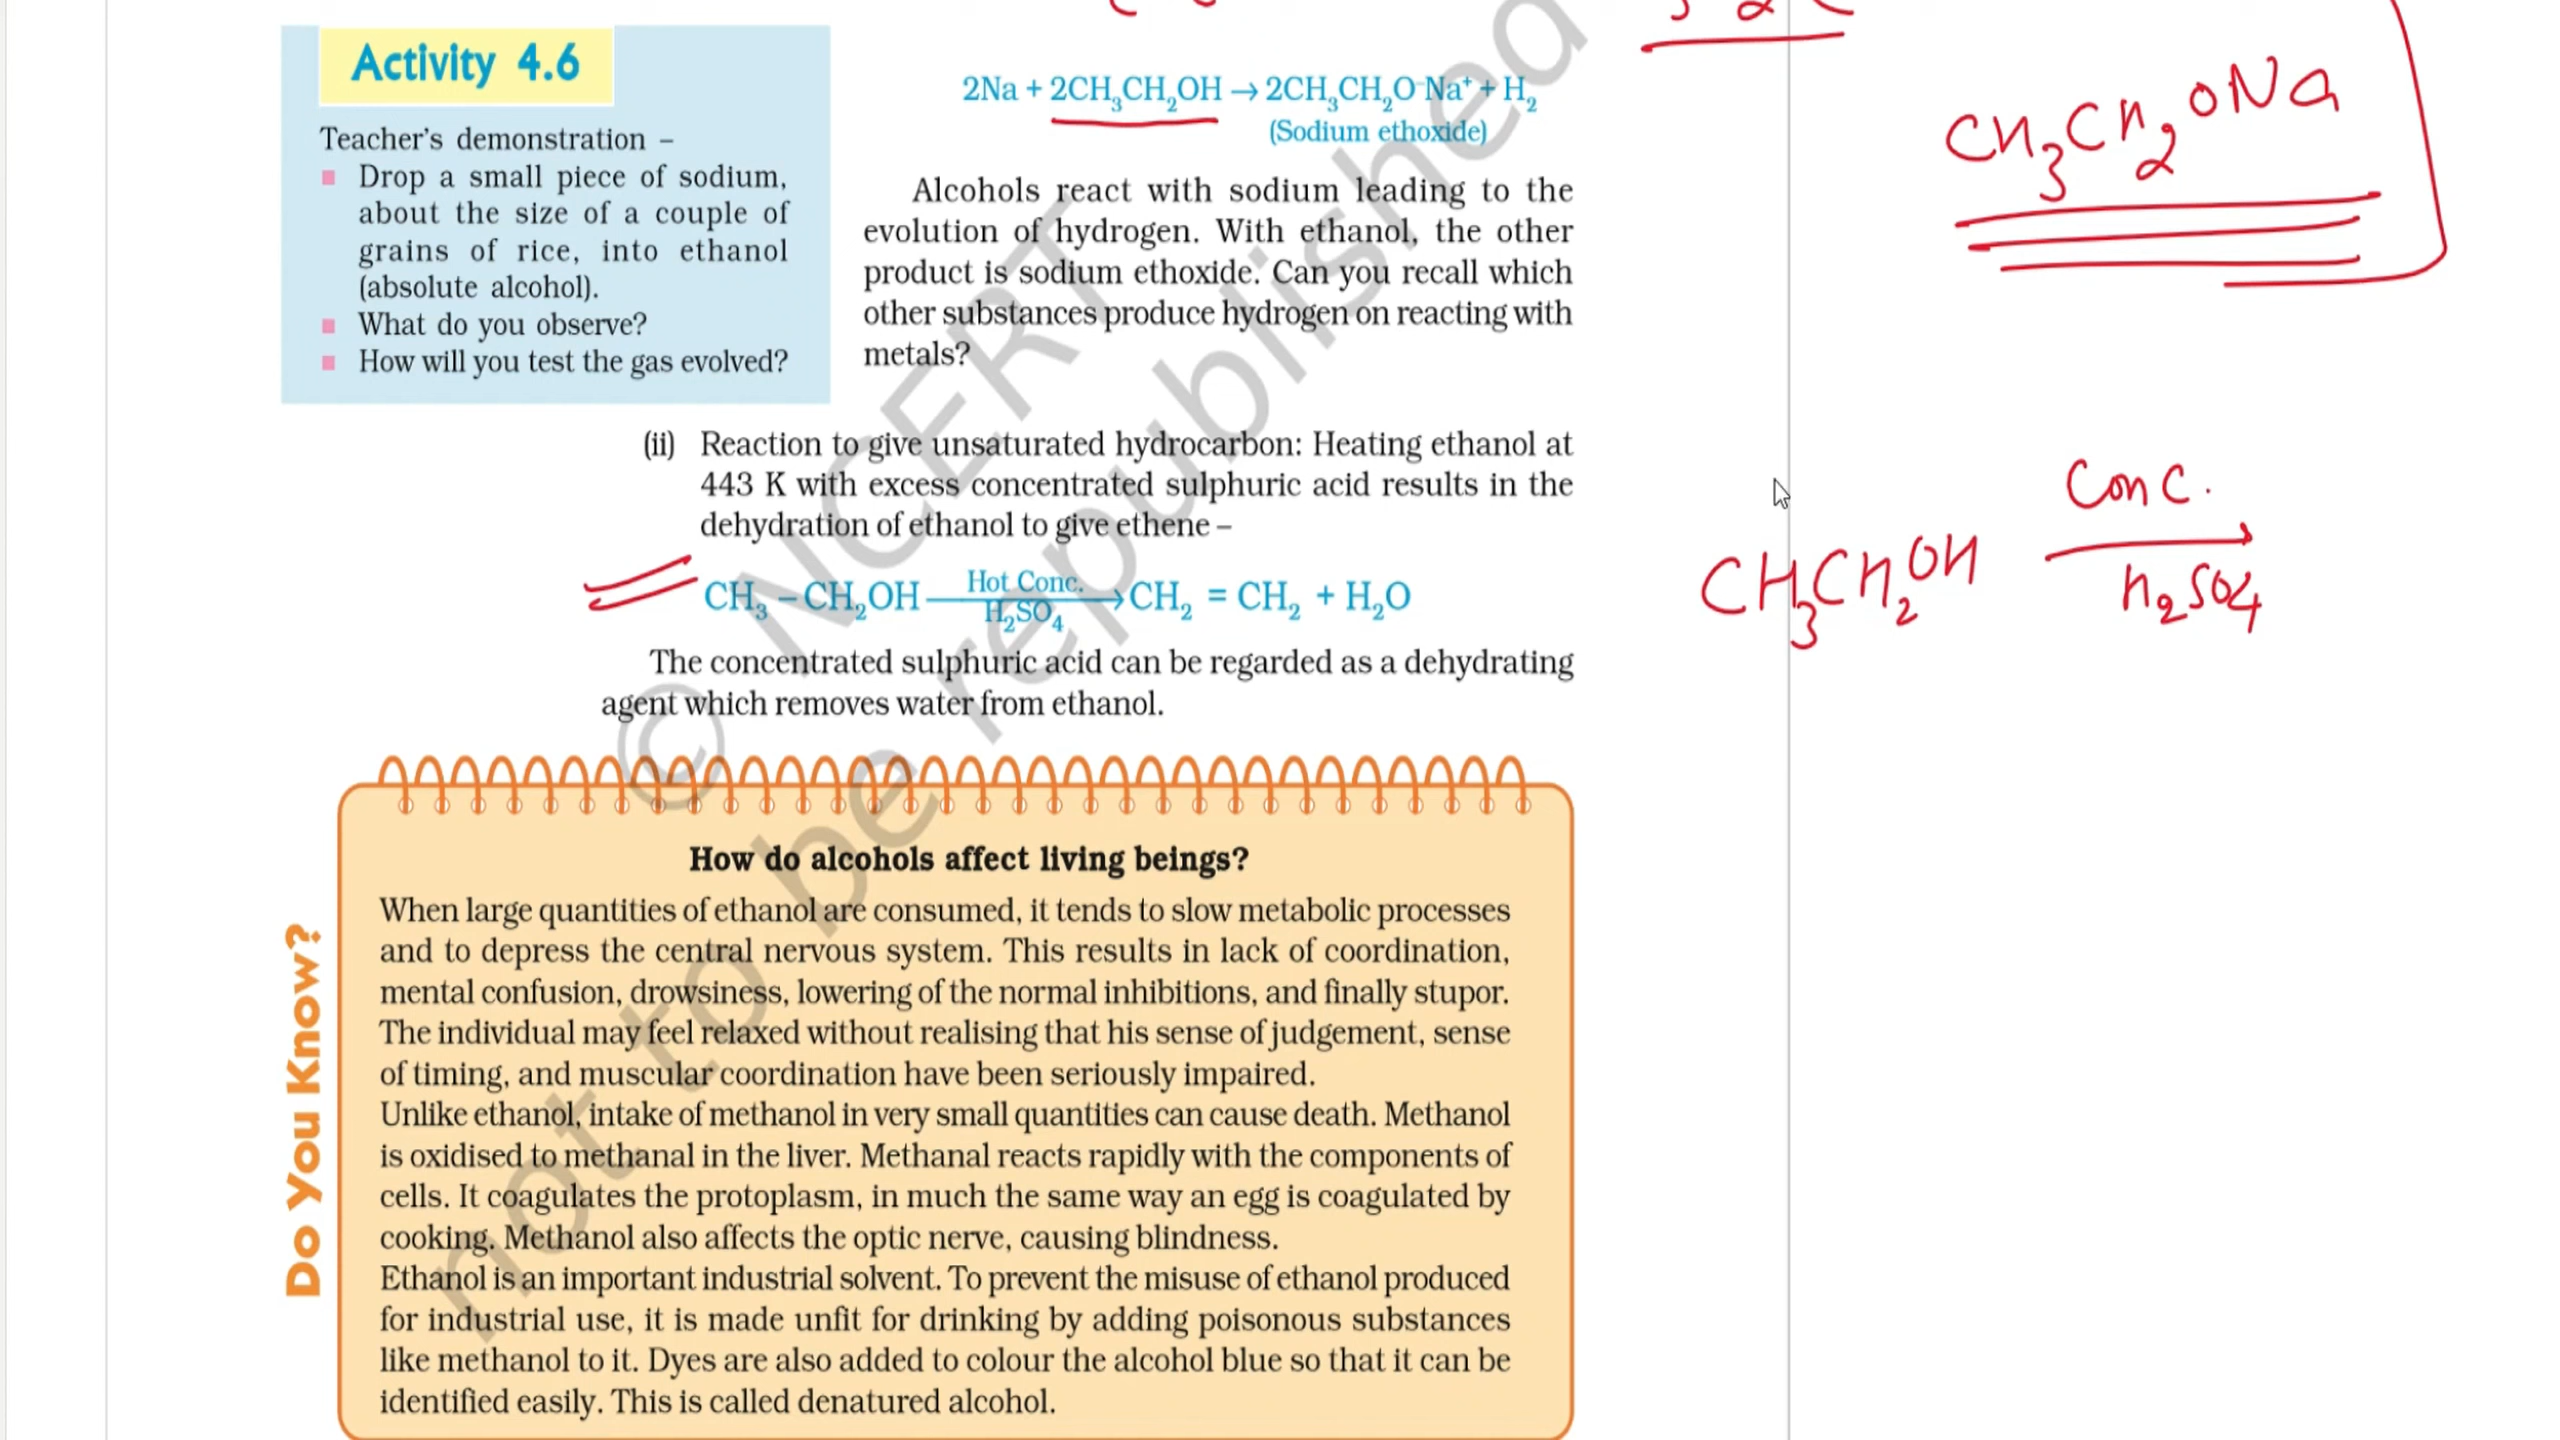 Activity 4.6
Teacher's demonstration –
Drop a small piece of sodium,
about the size of a couple of
grains of rice, into ethanol
(absolute alcohol).
What do you observe?
How will you test the gas evolved?
2Na + 2CH₃CH₂OH → 2CH₃CH₂O⁻Na⁺ + H₂
(Sodium ethoxide)
Alcohols react with sodium leading to the
evolution of hydrogen. With ethanol, the other
product is sodium ethoxide. Can you recall which
other substances produce hydrogen on reacting with
metals?
CH₃CH₂ONa
(ii) Reaction to give unsaturated hydrocarbon: Heating ethanol at
443 K with excess concentrated sulphuric acid results in the
dehydration of ethanol to give ethene –
CH₃ – CH₂OH Hot Conc. H₂SO₄ → CH₂ = CH₂ + H₂O
The concentrated sulphuric acid can be regarded as a dehydrating
agent which removes water from ethanol.
Conc.
CH₃CH₂OH →
H₂SO₄
Do You Know?
How do alcohols affect living beings?
When large quantities of ethanol are consumed, it tends to slow metabolic processes
and to depress the central nervous system. This results in lack of coordination,
mental confusion, drowsiness, lowering of the normal inhibitions, and finally stupor.
The individual may feel relaxed without realising that his sense of judgement, sense
of timing, and muscular coordination have been seriously impaired.
Unlike ethanol, intake of methanol in very small quantities can cause death. Methanol
is oxidised to methanal in the liver. Methanal reacts rapidly with the components of
cells. It coagulates the protoplasm, in much the same way an egg is coagulated by
cooking. Methanol also affects the optic nerve, causing blindness.
Ethanol is an important industrial solvent. To prevent the misuse of ethanol produced
for industrial use, it is made unfit for drinking by adding poisonous substances
like methanol to it. Dyes are also added to colour the alcohol blue so that it can be
identified easily. This is called denatured alcohol.
© NCERT
not to be republished